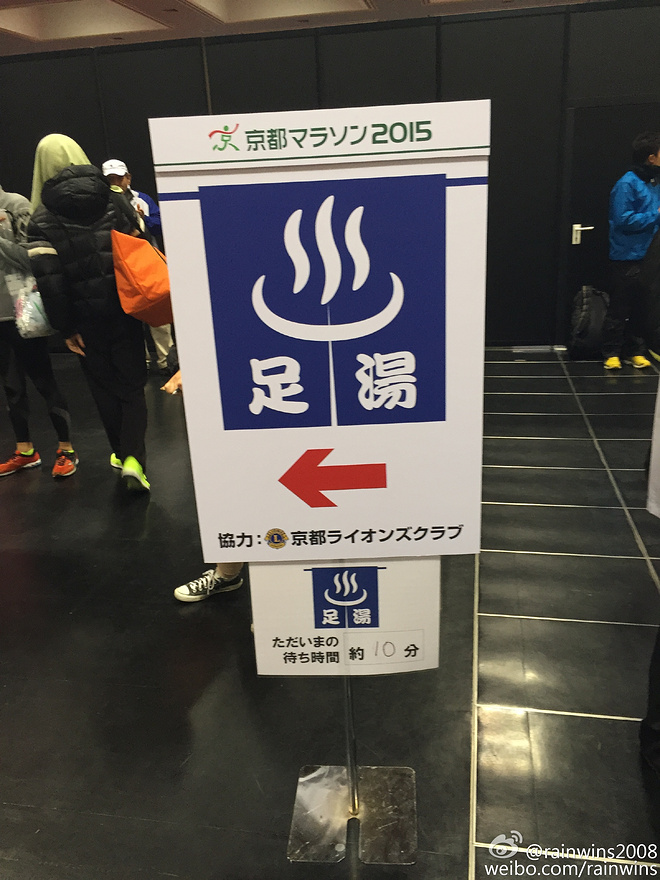 京都マラソン2015
足湯
協力：L京都ライオンズクラブ
足湯
ただいまの
待ち時間 約 10 分
@rainwins2008
weibo.com/rainwins